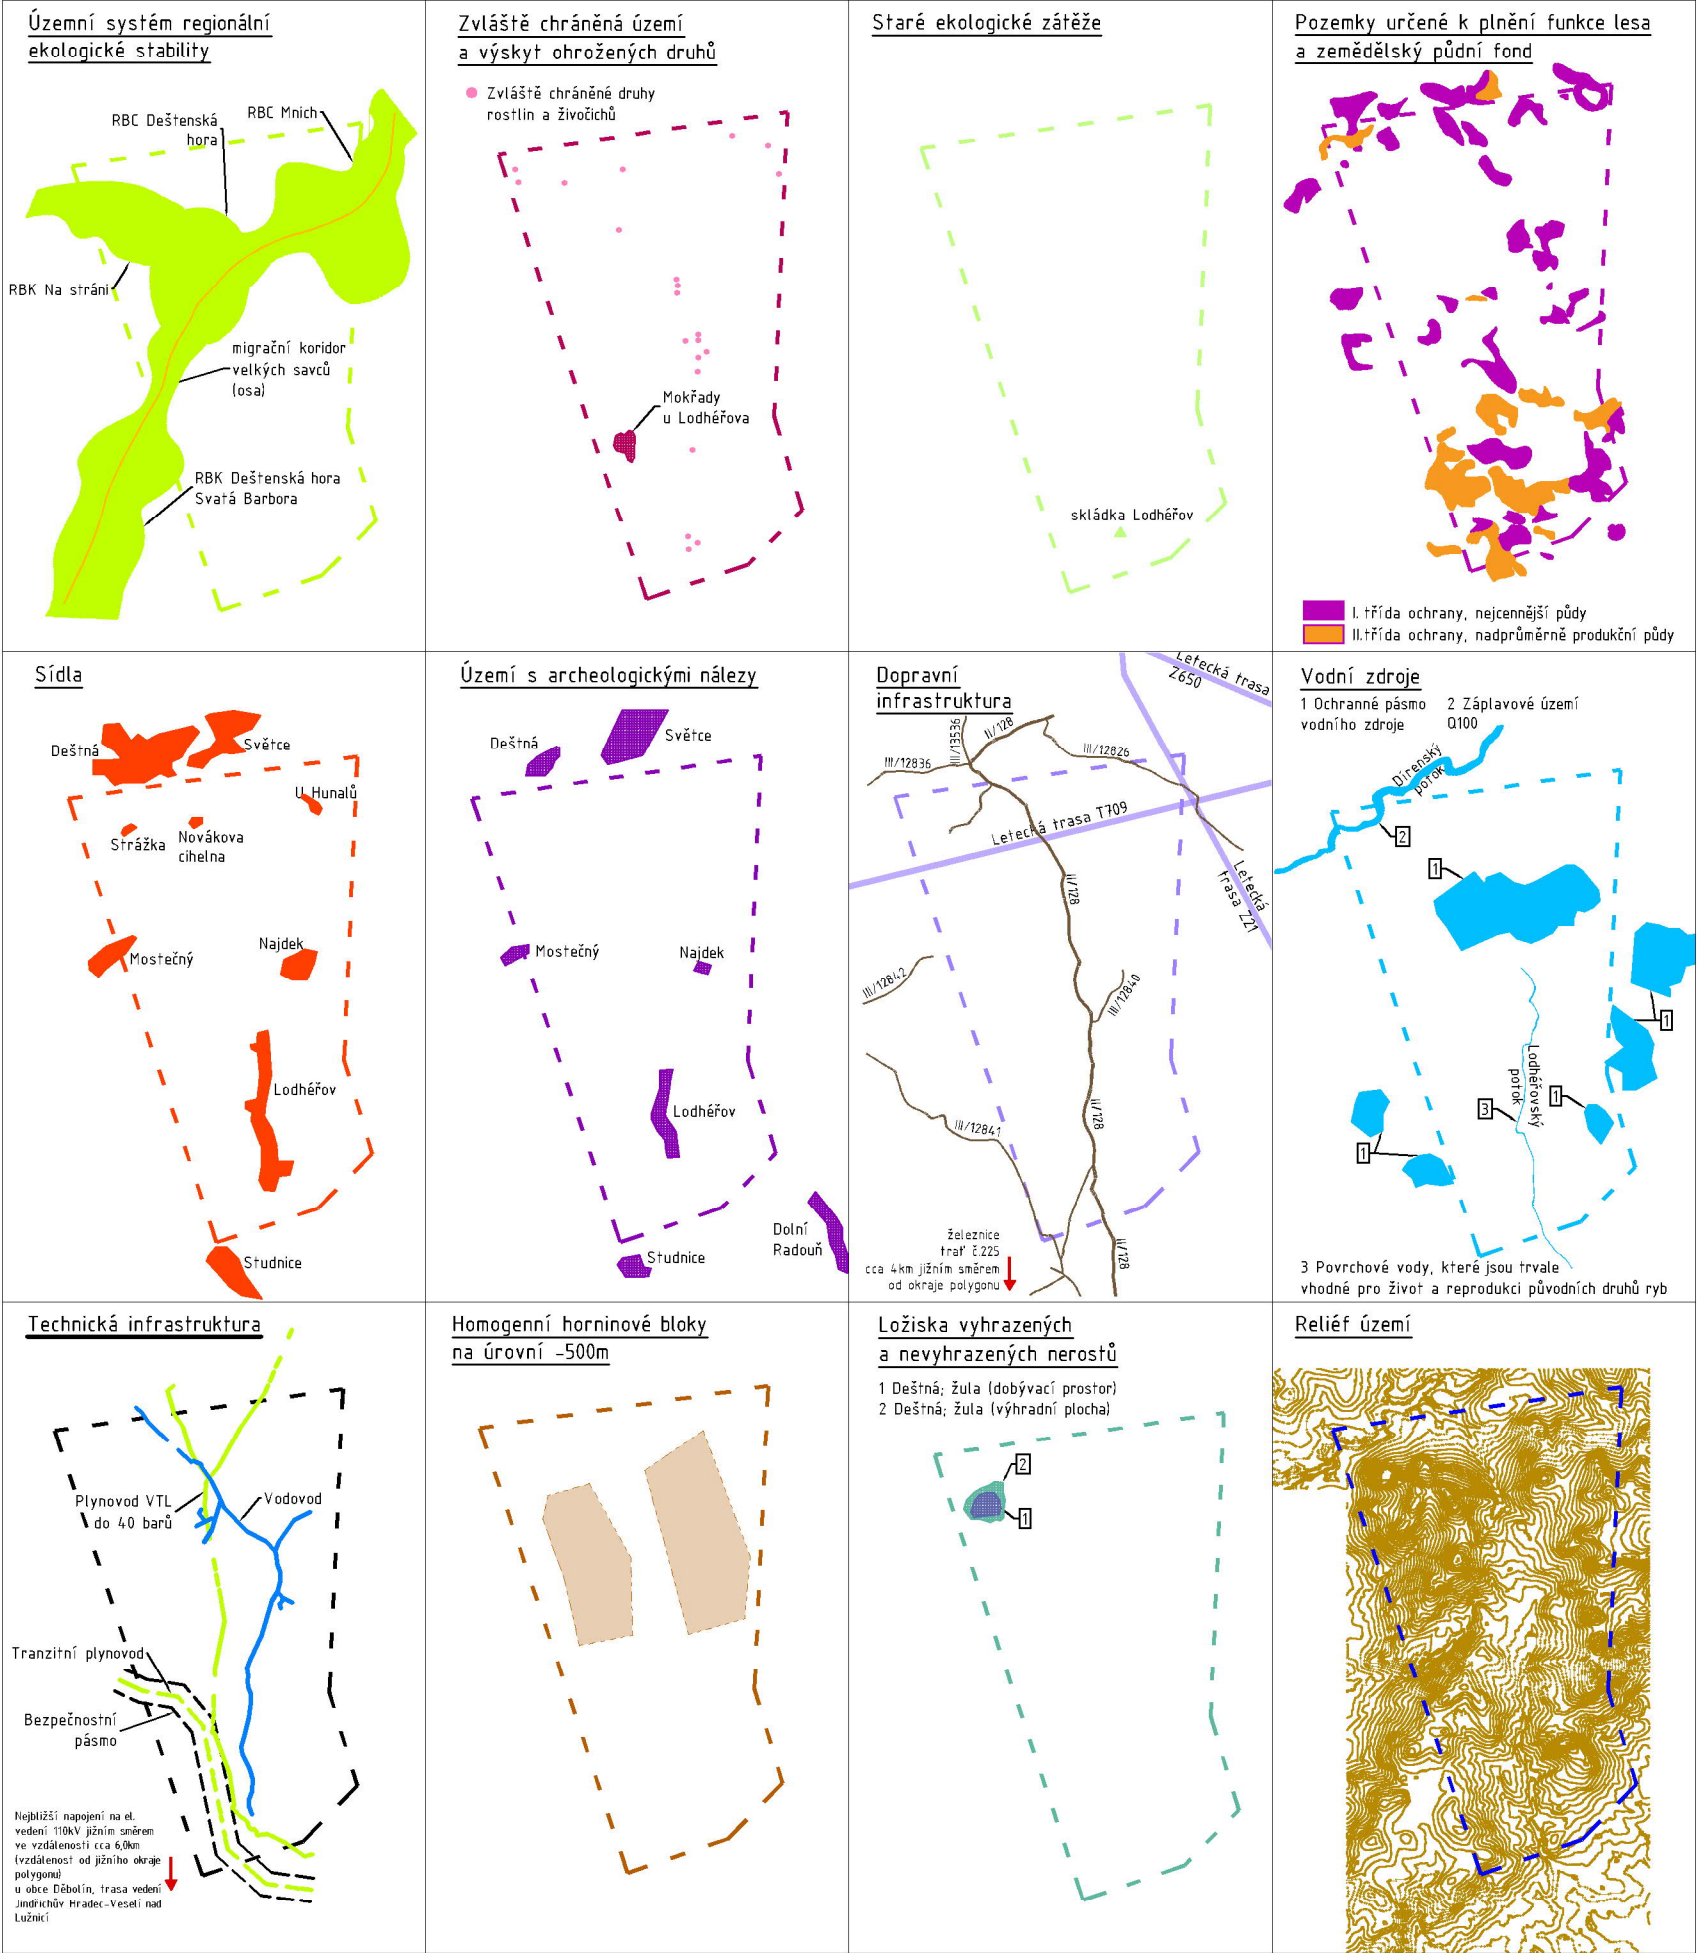 Územní systém regionální
ekologické stability
RBC Deštenská
hora
RBC Mnich
RBK Na stráni
migrační koridor
velkých savců
(osa)
RBK Deštenská hora
Svatá Barbora
Zvláště chráněná území
a výskyt ohrožených druhů
Zvláště chráněné druhy
rostlin a živočichů
Mokřady
u Lodhéřova
Staré ekologické zátěže
skládka Lodhéřov
Pozemky určené k plnění funkce lesa
a zemědělský půdní fond
I. třída ochrany, nejcennější půdy
II.třída ochrany, nadprůměrně produkční půdy
Sídla
Deštná
Světce
U Hunalů
Strážka
Novákova
cihelna
Mostečný
Najdek
Lodhéřov
Studnice
Území s archeologickými nálezy
Deštná
Světce
Mostečný
Najdek
Lodhéřov
Dolní
Radouň
Studnice
Dopravní
infrastruktura
Letecká trasa
Z650
III/13536
II/128
III/12836
III/12826
Letecká trasa T709
II/128
Letecká
trasa Z21
III/12842
III/12840
II/128
III/12841
II/128
železnice
trať č.225
cca 4km jižním směrem
od okraje polygonu
Vodní zdroje
1 Ochranné pásmo
vodního zdroje
2 Záplavové území
Q100
Dírenský
potok
2
1
1
Lodhéřovský
potok
3
1
1
3 Povrchové vody, které jsou trvale
vhodné pro život a reprodukci původních druhů ryb
Technická infrastruktura
Plynovod VTL
do 40 barů
Vodovod
Tranzitní plynovod
Bezpečnostní
pásmo
Nejbližší napojení na el.
vedení 110kV jižním směrem
ve vzdálenosti cca 6,0km
(vzdálenost od jižního okraje
polygonu)
u obce Děbolín, trasa vedení
Jindřichův Hradec-Veselí nad
Lužnicí
Homogenní horninové bloky
na úrovní -500m
Ložiska vyhrazených
a nevyhrazených nerostů
1 Deštná; žula (dobývací prostor)
2 Deštná; žula (výhradní plocha)
2
1
Reliéf území